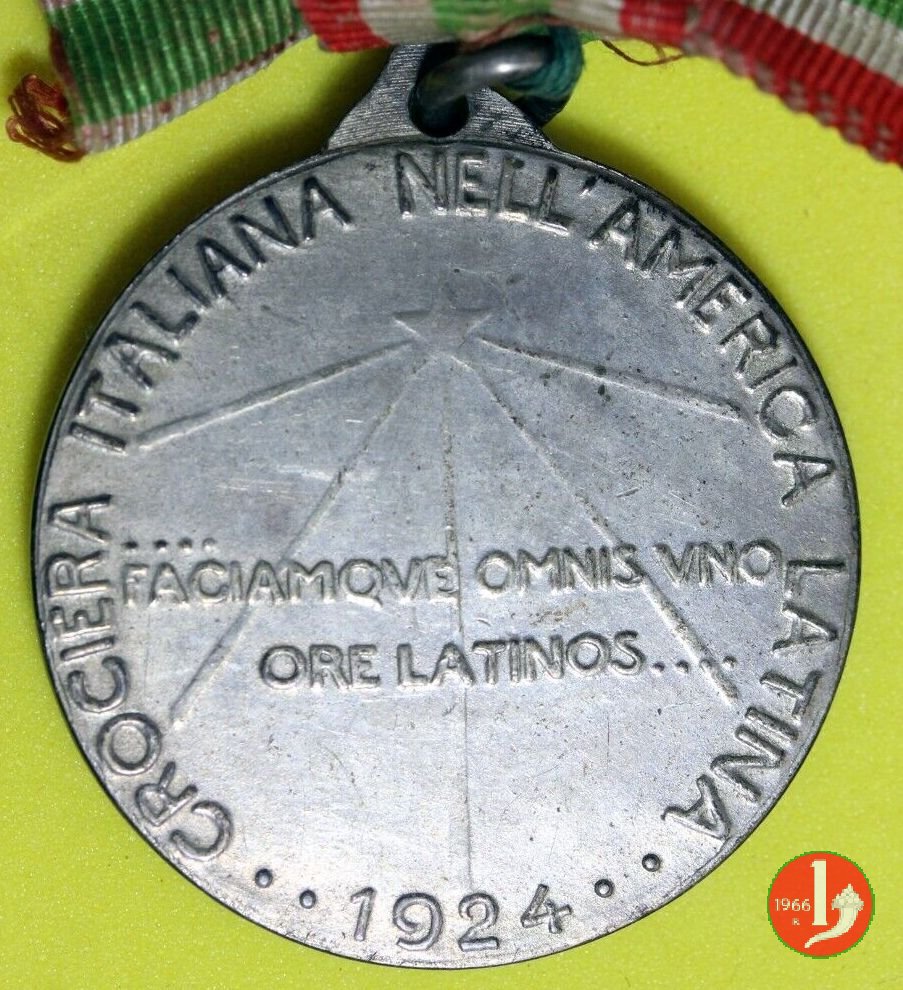 CROCIERA ITALIANA NELL'AMERICA LATINA
....
FACIAMQVE OMNIS VNO
ORE LATINOS....
·· 1924 ··
1966
R
L